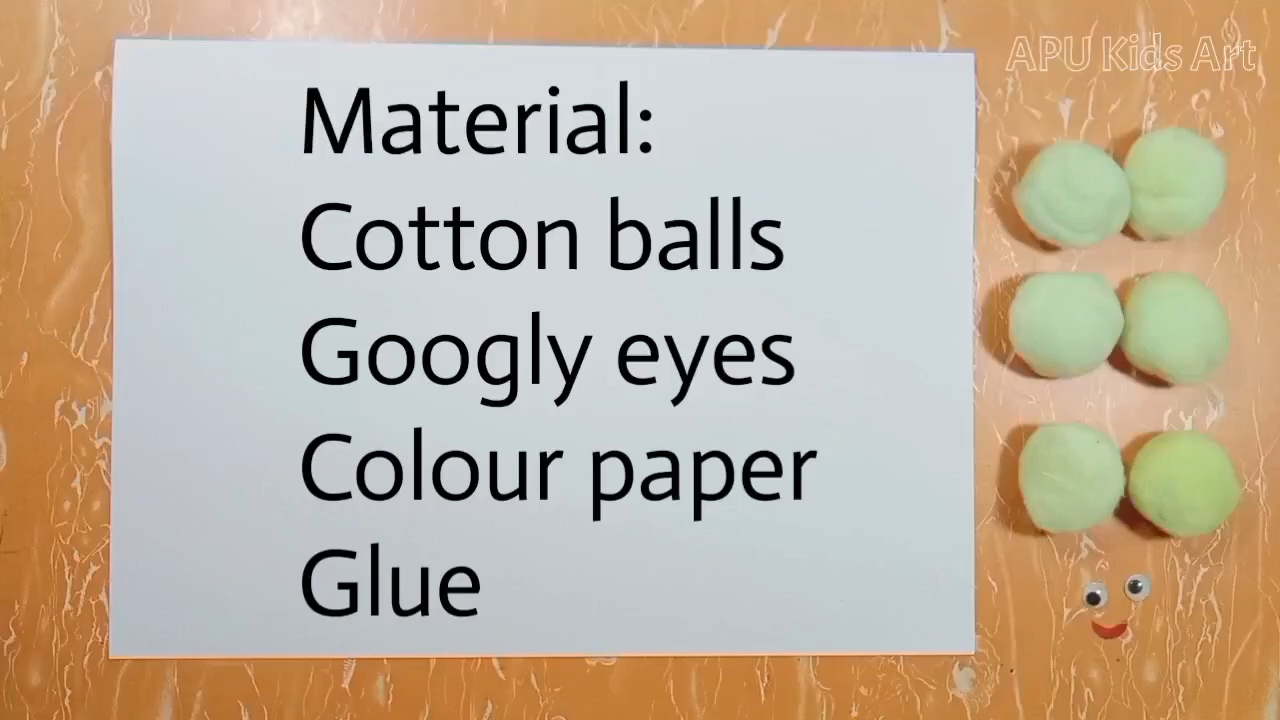 APU Kids Art
Material:
Cotton balls
Googly eyes
Colour paper
Glue